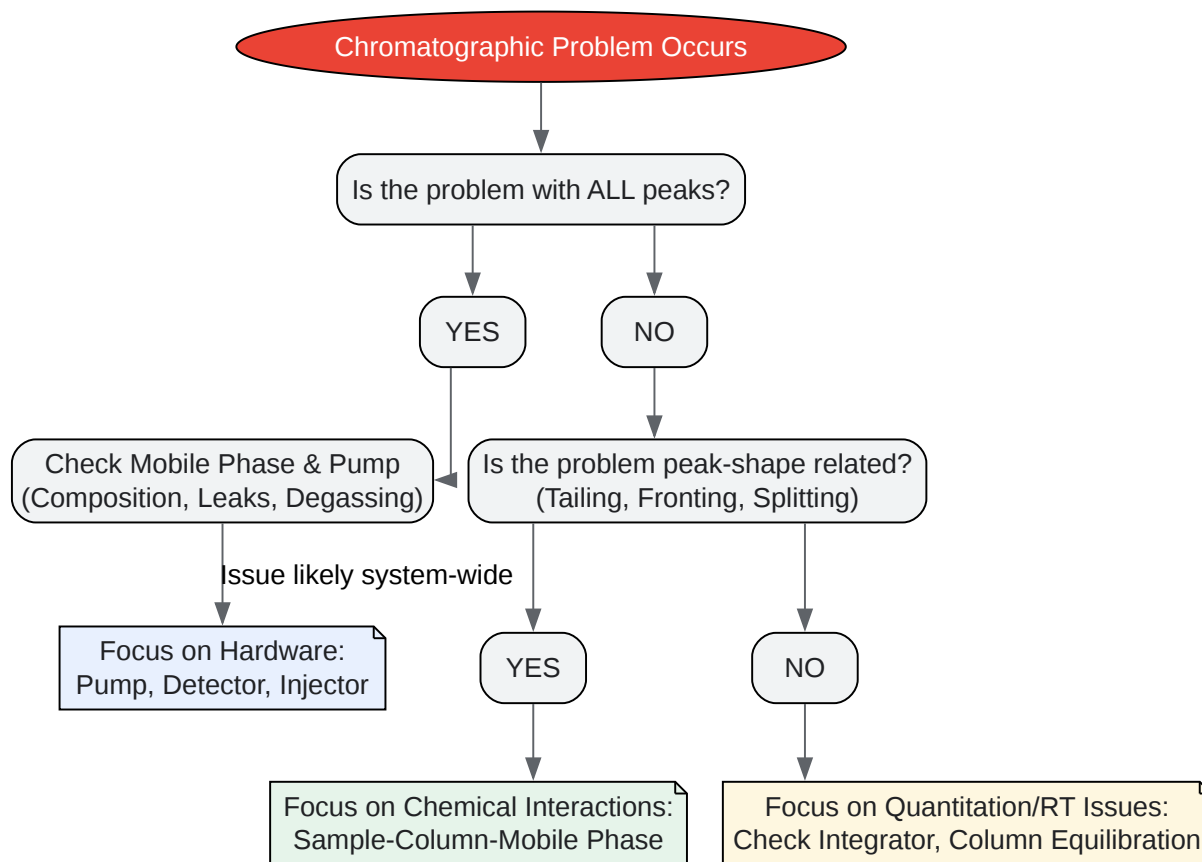 Chromatographic Problem Occurs
Is the problem with ALL peaks?
YES
NO
Check Mobile Phase & Pump
(Composition, Leaks, Degassing)
Is the problem peak-shape related?
(Tailing, Fronting, Splitting)
Issue likely system-wide
Focus on Hardware:
Pump, Detector, Injector
YES
NO
Focus on Chemical Interactions:
Sample-Column-Mobile Phase
Focus on Quantitation/RT Issues:
Check Integrator, Column Equilibration